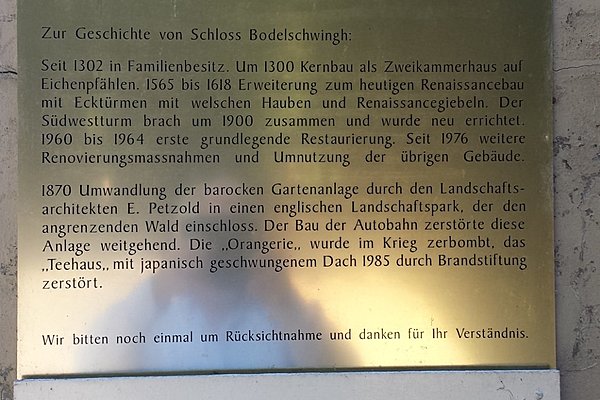 Zur Geschichte von Schloss Bodelschwingh:
Seit 1302 in Familienbesitz. Um 1300 Kernbau als Zweikammerhaus auf
Eichenpfählen. 1565 bis 1618 Erweiterung zum heutigen Renaissancebau
mit Ecktürmen mit welschen Hauben und Renaissancegiebeln. Der
Südwestturm brach um 1900 zusammen und wurde neu errichtet.
1960 bis 1964 erste grundlegende Restaurierung. Seit 1976 weitere
Renovierungsmassnahmen und Umnutzung der übrigen Gebäude.
1870 Umwandlung der barocken Gartenanlage durch den Landschafts-
architekten E. Petzold in einen englischen Landschaftspark, der den
angrenzenden Wald einschloss. Der Bau der Autobahn zerstörte diese
Anlage weitgehend. Die ,,Orangerie,, wurde im Krieg zerbombt, das
,,Teehaus,, mit japanisch geschwungenem Dach 1985 durch Brandstiftung
zerstört.
Wir bitten noch einmal um Rücksichtnahme und danken für Ihr Verständnis.